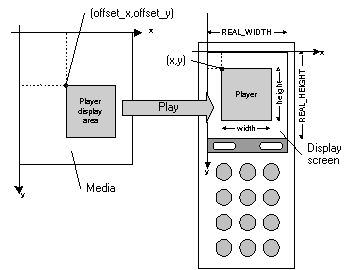 (offset_x,offset_y)
x
Player
display
area
Media
y
Play
REAL_WIDTH
x
(x,y)
Player
height
width
REAL_HEIGHT
Display
screen
y